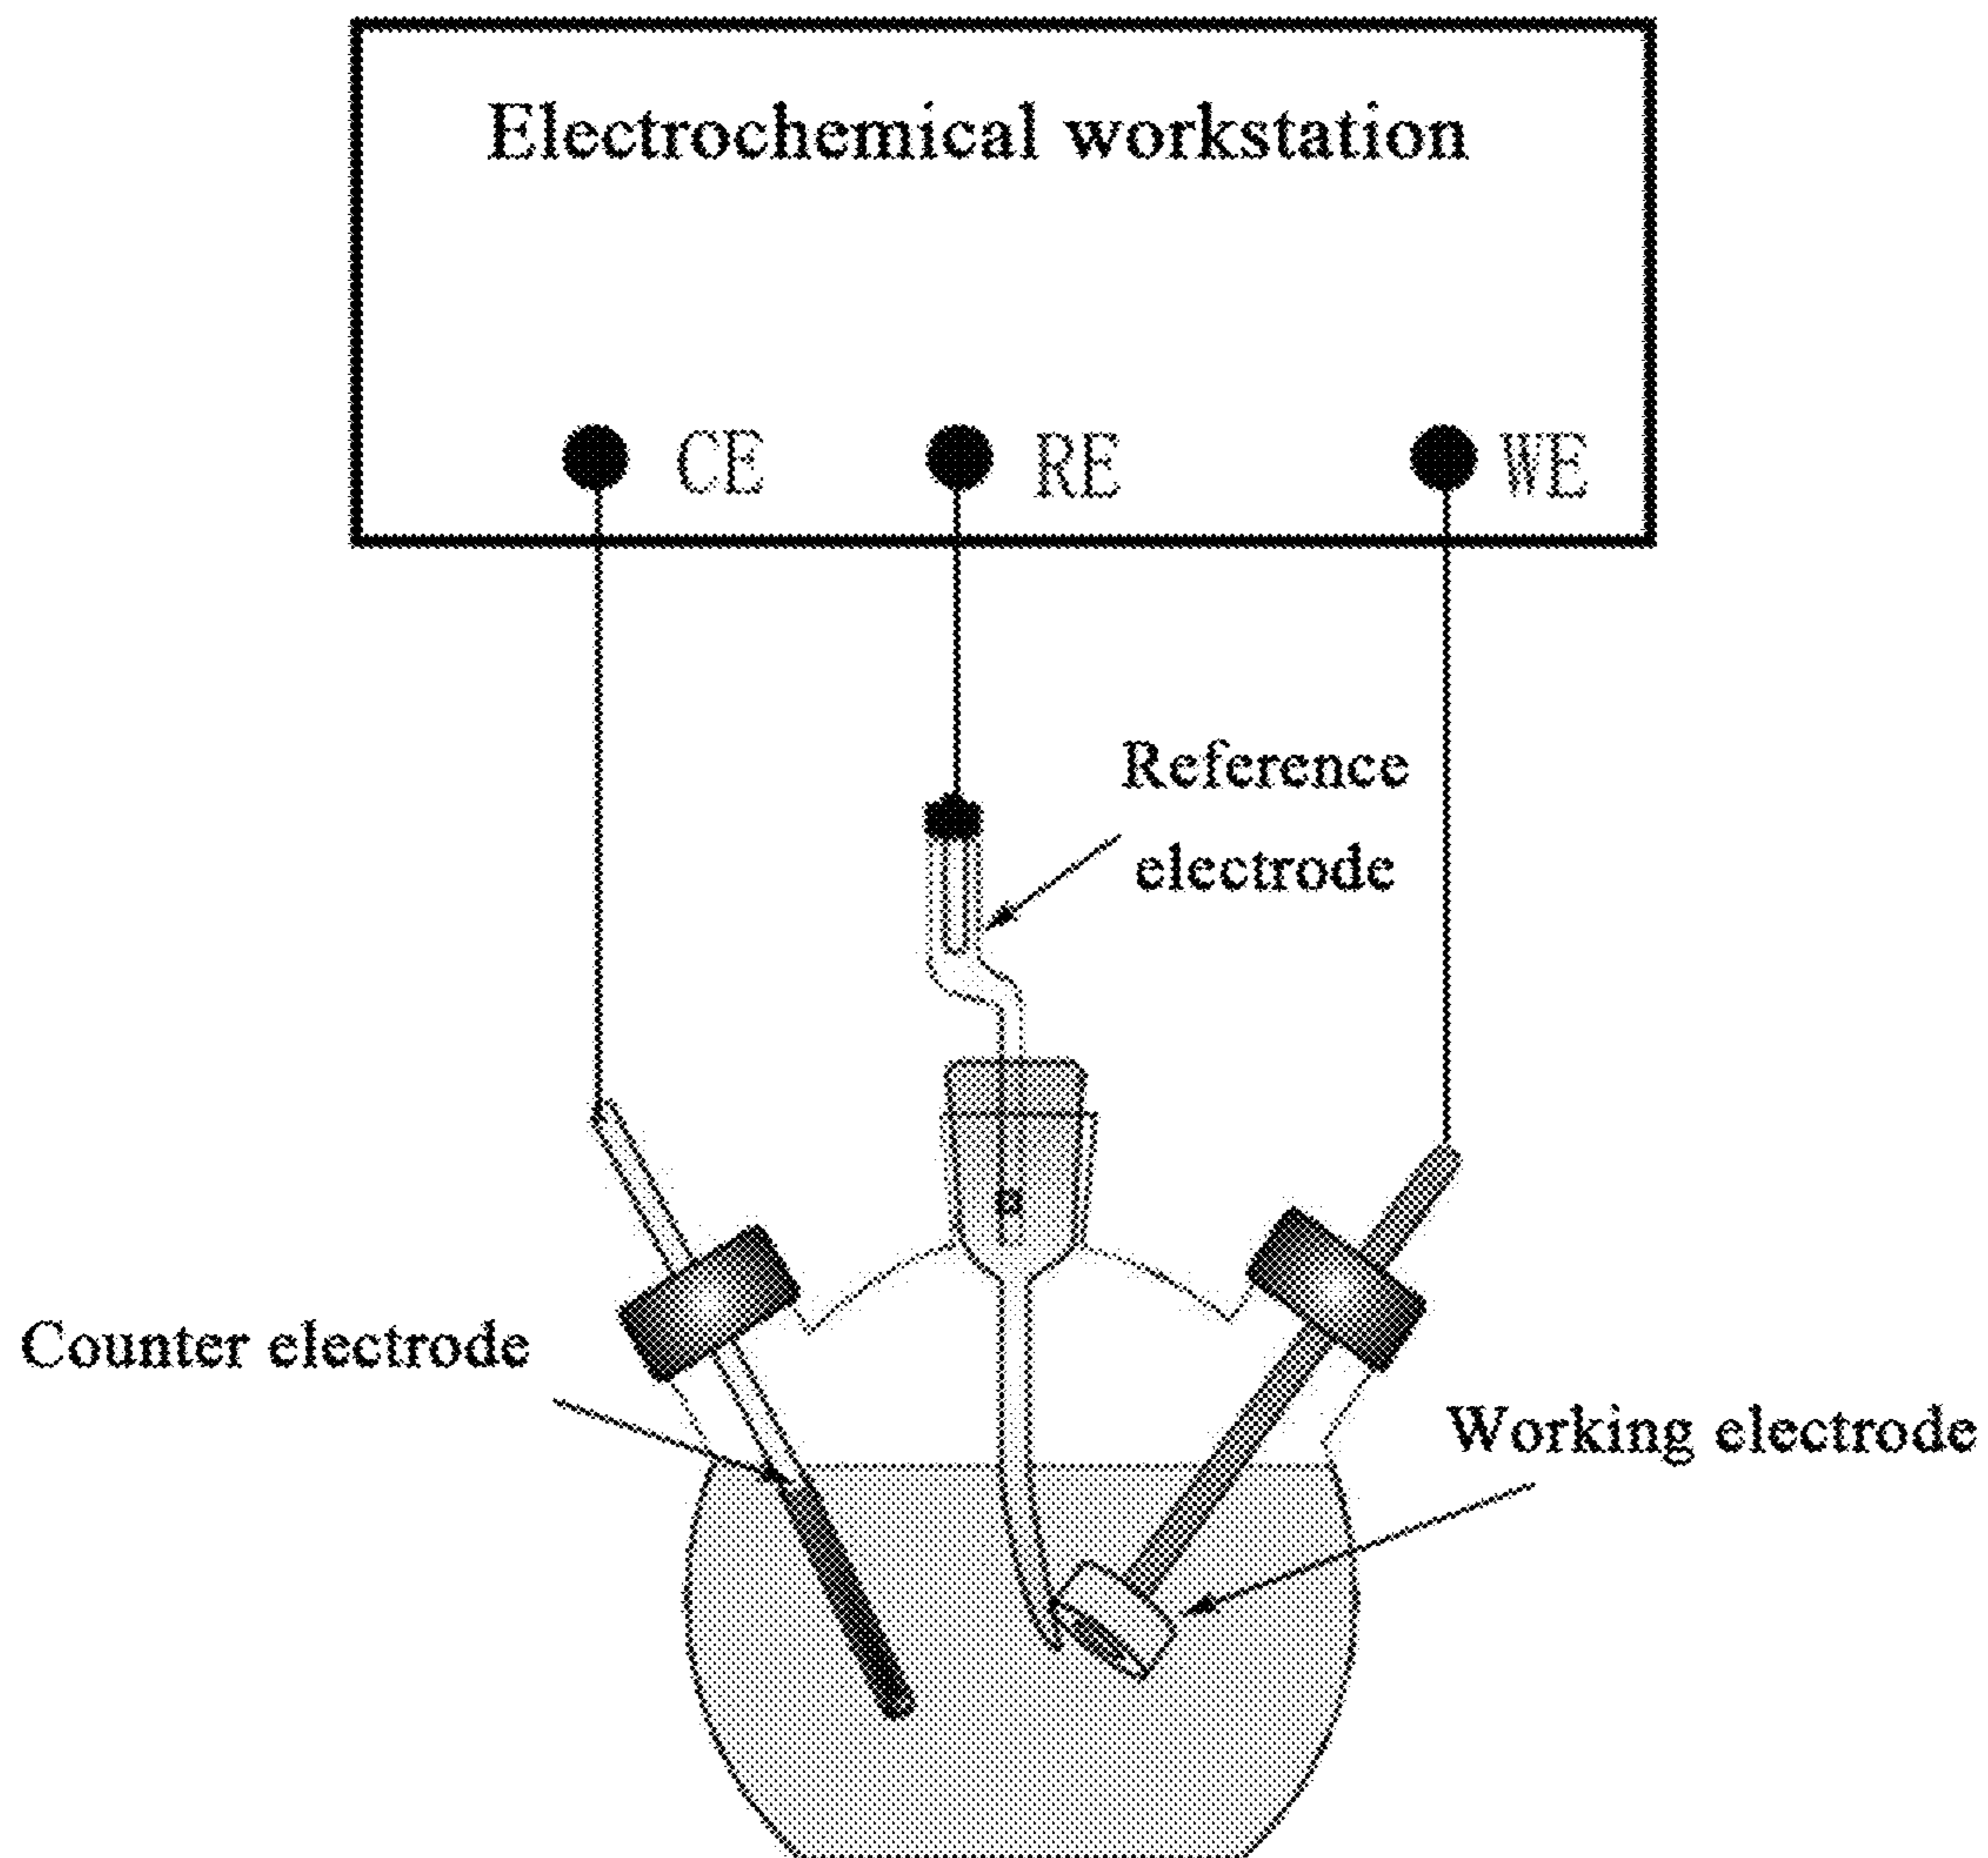 Electrochemical workstation
CE
RE
WE
Reference
electrode
Counter electrode
Working electrode